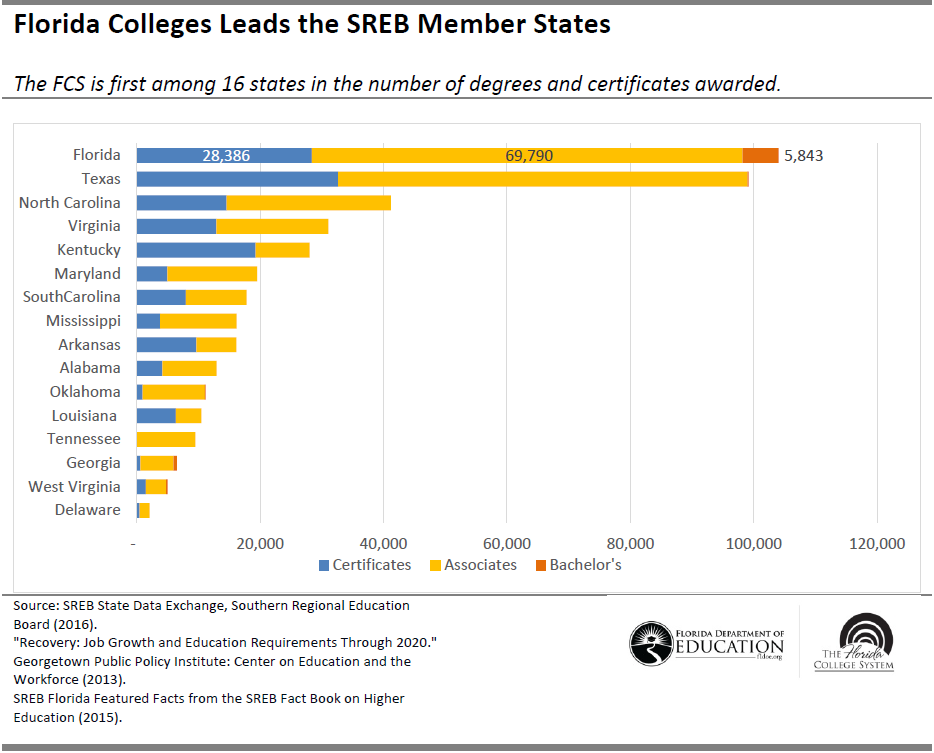 Florida Colleges Leads the SREB Member States
The FCS is first among 16 states in the number of degrees and certificates awarded.
Florida 28,386 69,790 5,843
Texas
North Carolina
Virginia
Kentucky
Maryland
SouthCarolina
Mississippi
Arkansas
Alabama
Oklahoma
Louisiana
Tennessee
Georgia
West Virginia
Delaware
- 20,000 40,000 60,000 80,000 100,000 120,000
Certificates Associates Bachelor's
Source: SREB State Data Exchange, Southern Regional Education
Board (2016).
"Recovery: Job Growth and Education Requirements Through 2020."
Georgetown Public Policy Institute: Center on Education and the
Workforce (2013).
SREB Florida Featured Facts from the SREB Fact Book on Higher
Education (2015).
FLORIDA DEPARTMENT OF
EDUCATION
fldoe.org
THE Florida
COLLEGE SYSTEM